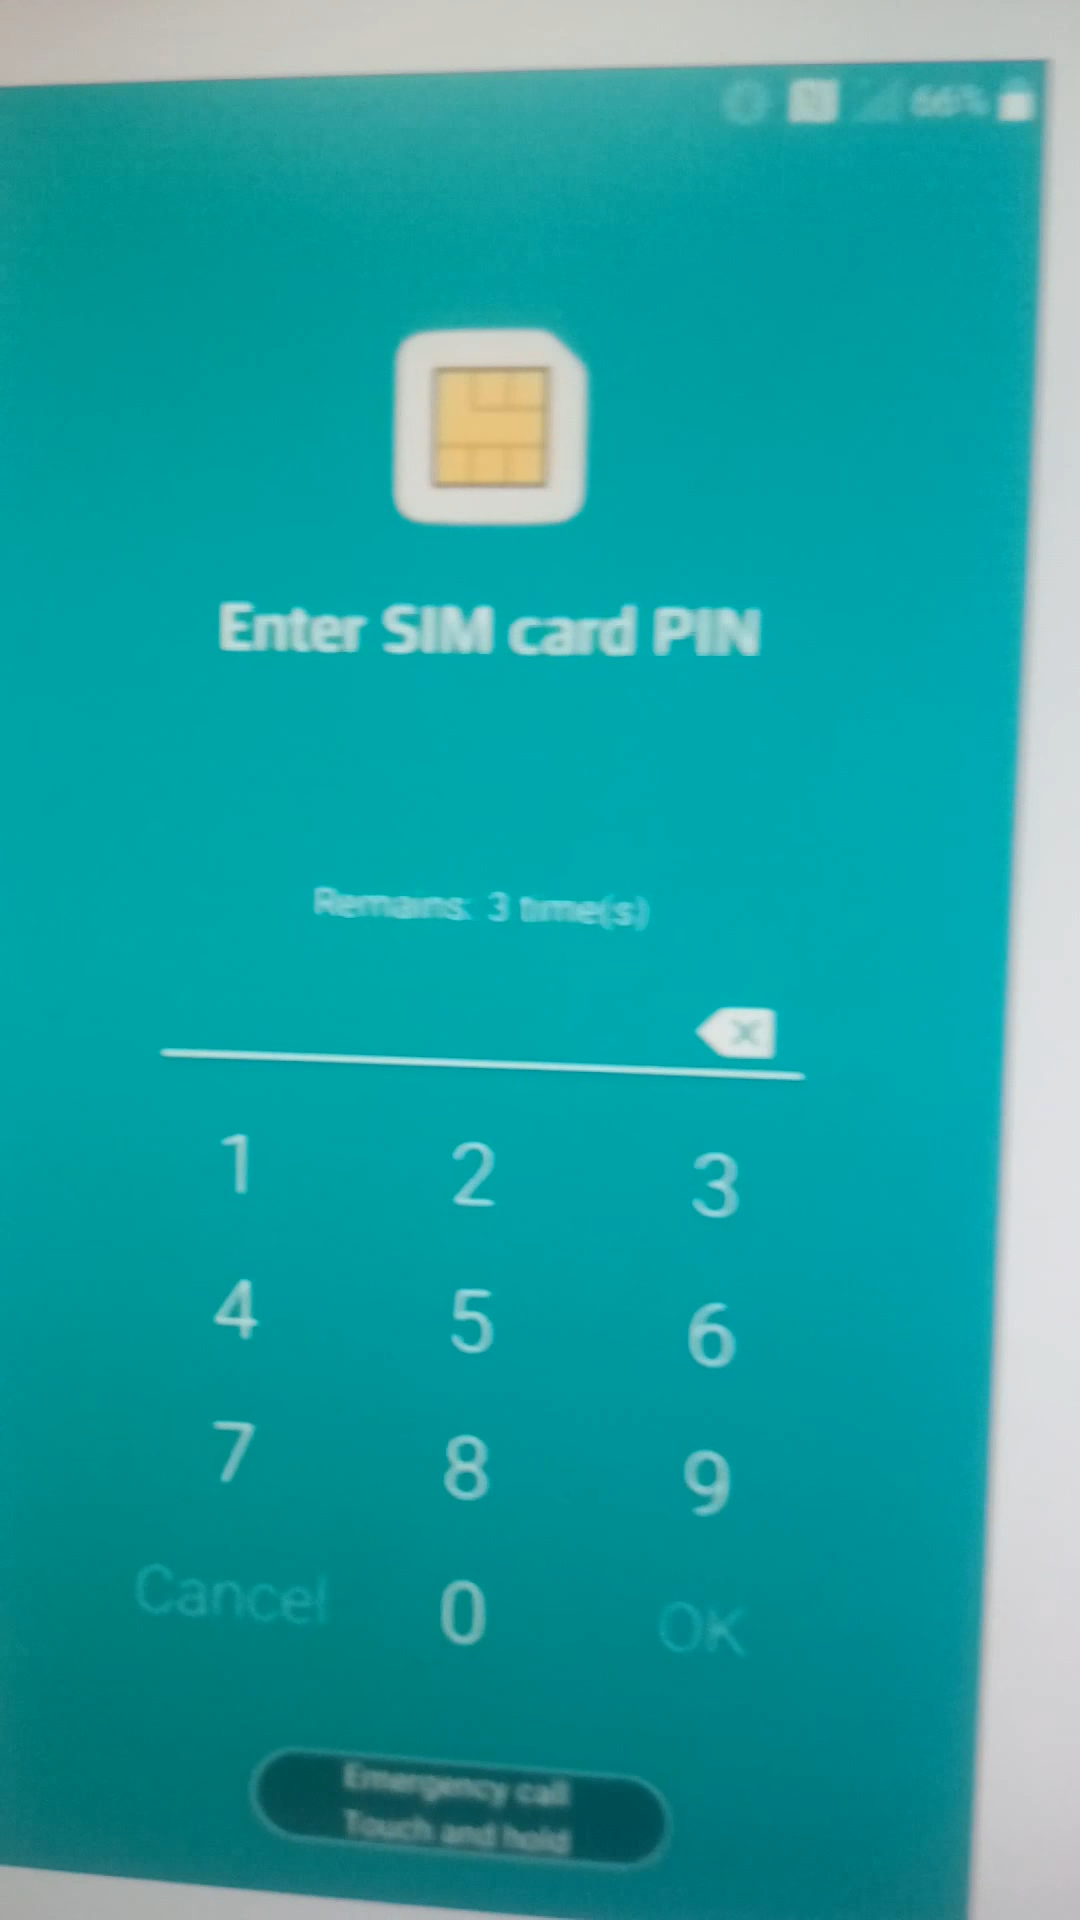 66%
Enter SIM card PIN
Remains: 3 time(s)
1 2 3
4 5 6
7 8 9
Cancel 0 OK
Emergency call
Touch and hold